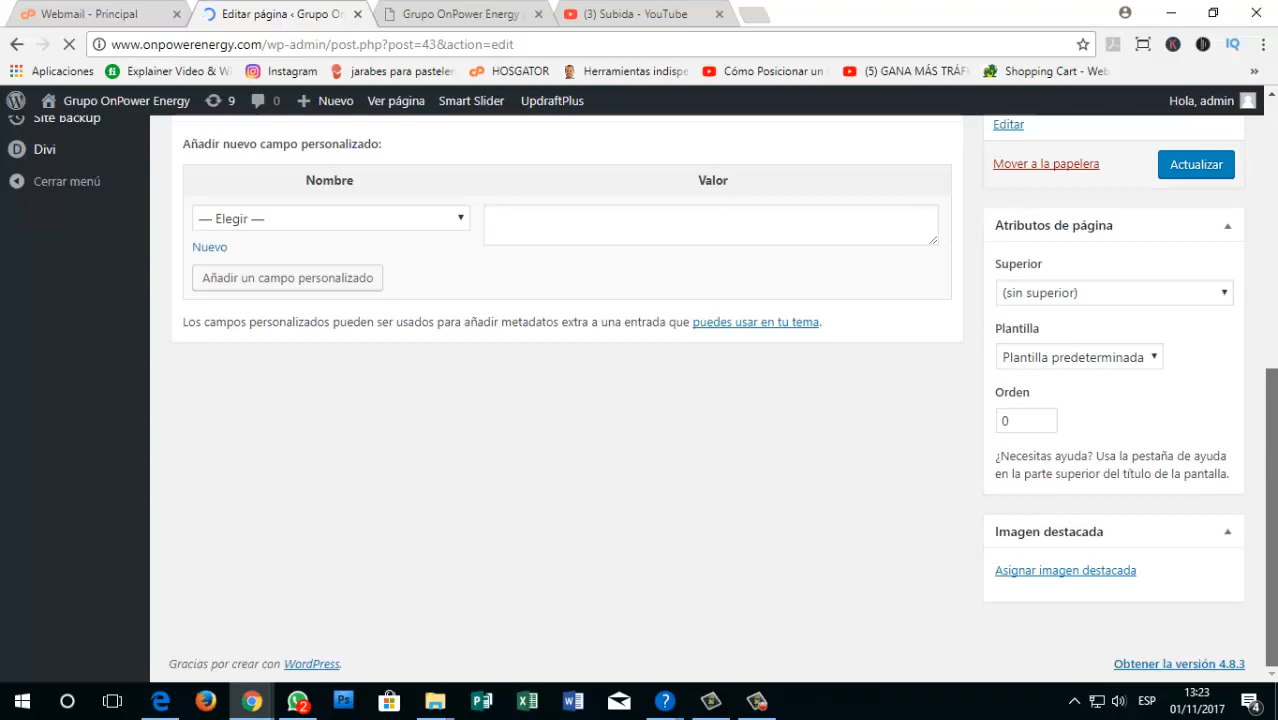 Webmail - Principal
Editar página ‹ Grupo On
Grupo OnPower Energy
(3) Subida - YouTube
www.onpowerenergy.com/wp-admin/post.php?post=43&action=edit
Aplicaciones
Explainer Video & W
Instagram
jarabes para pasteler
HOSGATOR
Herramientas indispe
Cómo Posicionar un
(5) GANA MÁS TRÁF
Shopping Cart - Web
Grupo OnPower Energy
9
0
Nuevo
Ver página
Smart Slider
UpdraftPlus
Hola, admin
Site Backup
Divi
Cerrar menú
Añadir nuevo campo personalizado:
Nombre
Valor
— Elegir —
Nuevo
Añadir un campo personalizado
Los campos personalizados pueden ser usados para añadir metadatos extra a una entrada que puedes usar en tu tema.
Editar
Mover a la papelera
Actualizar
Atributos de página
Superior
(sin superior)
Plantilla
Plantilla predeterminada
Orden
0
¿Necesitas ayuda? Usa la pestaña de ayuda
en la parte superior del título de la pantalla.
Imagen destacada
Asignar imagen destacada
Gracias por crear con WordPress.
Obtener la versión 4.8.3
ESP
13:23
01/11/2017